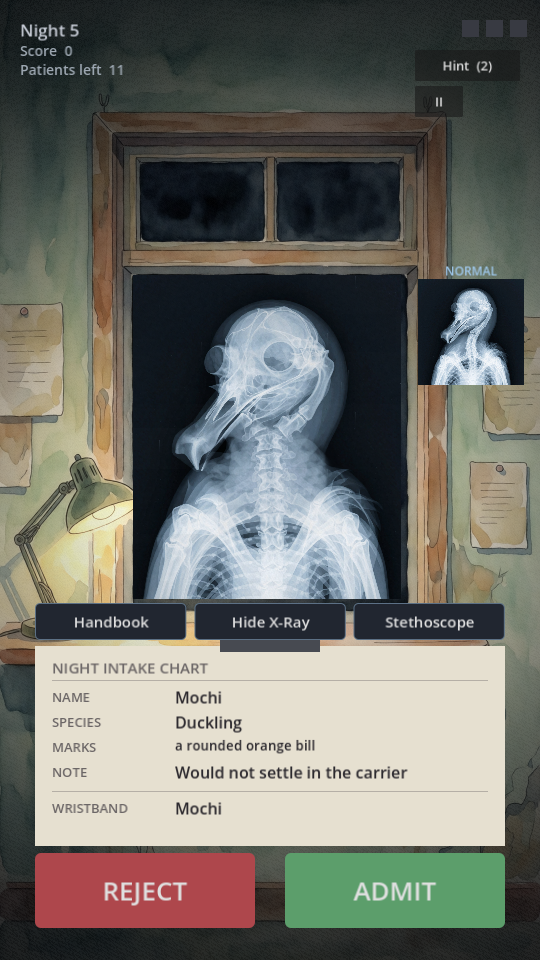 Night 5
Score 0
Patients left 11
Hint (2)
II
NORMAL
Handbook
Hide X-Ray
Stethoscope
NIGHT INTAKE CHART
NAME Mochi
SPECIES Duckling
MARKS a rounded orange bill
NOTE Would not settle in the carrier
WRISTBAND Mochi
REJECT
ADMIT